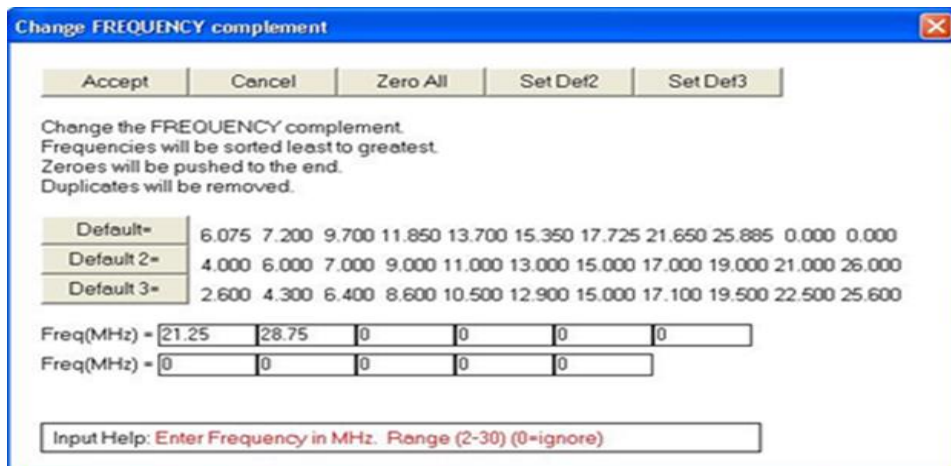 Change FREQUENCY complement
Accept Cancel Zero All Set Def2 Set Def3
Change the FREQUENCY complement.
Frequencies will be sorted least to greatest.
Zeroes will be pushed to the end.
Duplicates will be removed.
Default= 6.075 7.200 9.700 11.850 13.700 15.350 17.725 21.650 25.885 0.000 0.000
Default 2= 4.000 6.000 7.000 9.000 11.000 13.000 15.000 17.000 19.000 21.000 26.000
Default 3= 2.600 4.300 6.400 8.600 10.500 12.900 15.000 17.100 19.500 22.500 25.600
Freq(MHz) = 21.25 28.75 0 0 0 0
Freq(MHz) = 0 0 0 0 0
Input Help: Enter Frequency in MHz. Range (2-30) (0=ignore)